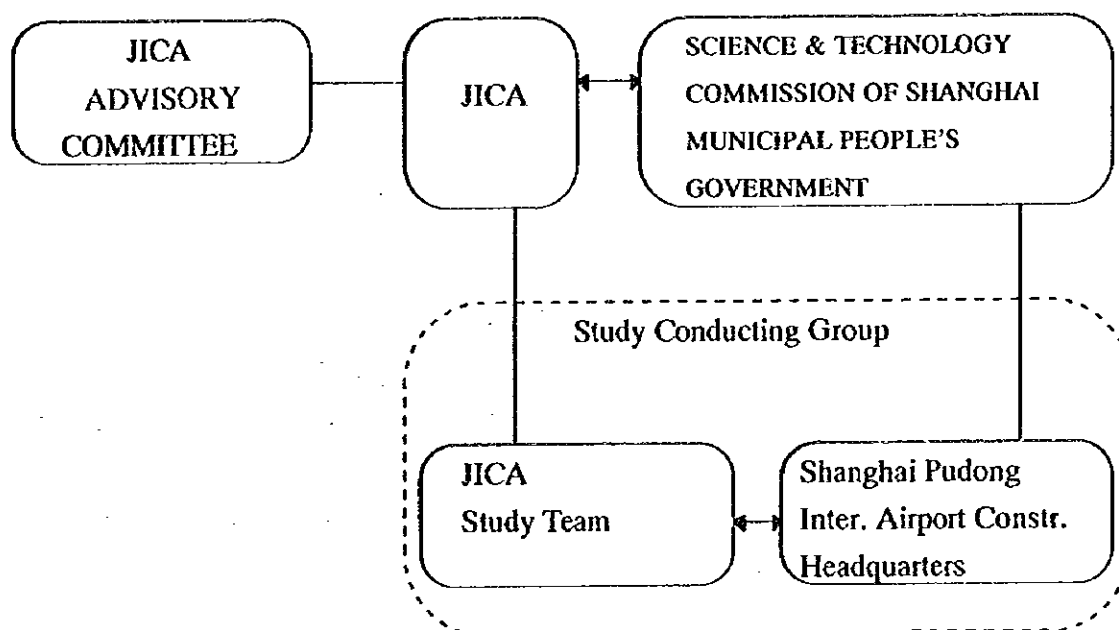 JICA
ADVISORY
COMMITTEE
JICA
SCIENCE & TECHNOLOGY
COMMISSION OF SHANGHAI
MUNICIPAL PEOPLE'S
GOVERNMENT
Study Conducting Group
JICA
Study Team
Shanghai Pudong
Inter. Airport Constr.
Headquarters